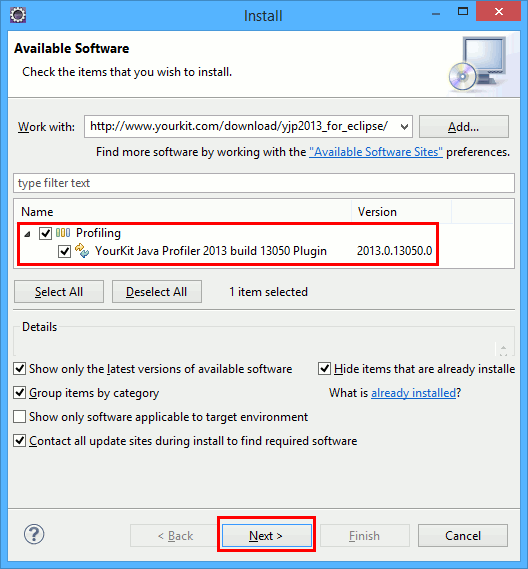 Install
Available Software
Check the items that you wish to install.
Work with: http://www.yourkit.com/download/yjp2013_for_eclipse/ Add...
Find more software by working with the "Available Software Sites" preferences.
type filter text
Name Version
Profiling
YourKit Java Profiler 2013 build 13050 Plugin 2013.0.13050.0
Select All Deselect All 1 item selected
Details
Show only the latest versions of available software Hide items that are already installe
Group items by category What is already installed?
Show only software applicable to target environment
Contact all update sites during install to find required software
? < Back Next > Finish Cancel